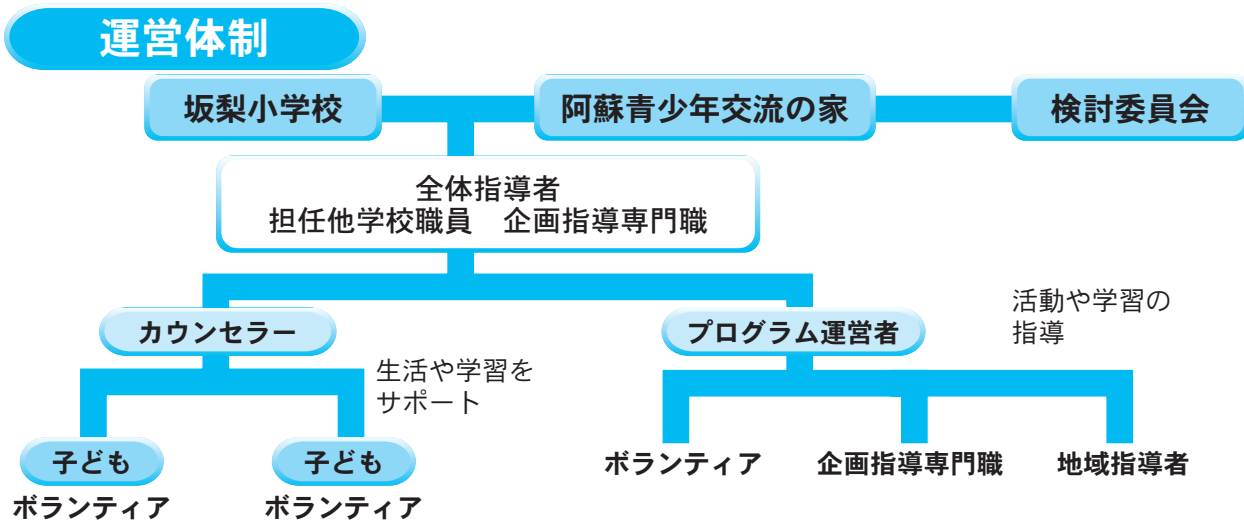 運営体制
坂梨小学校
阿蘇青少年交流の家
検討委員会
全体指導者
担任他学校職員　企画指導専門職
カウンセラー
プログラム運営者
活動や学習の
指導
生活や学習を
サポート
子ども
子ども
ボランティア
ボランティア
ボランティア
企画指導専門職
地域指導者